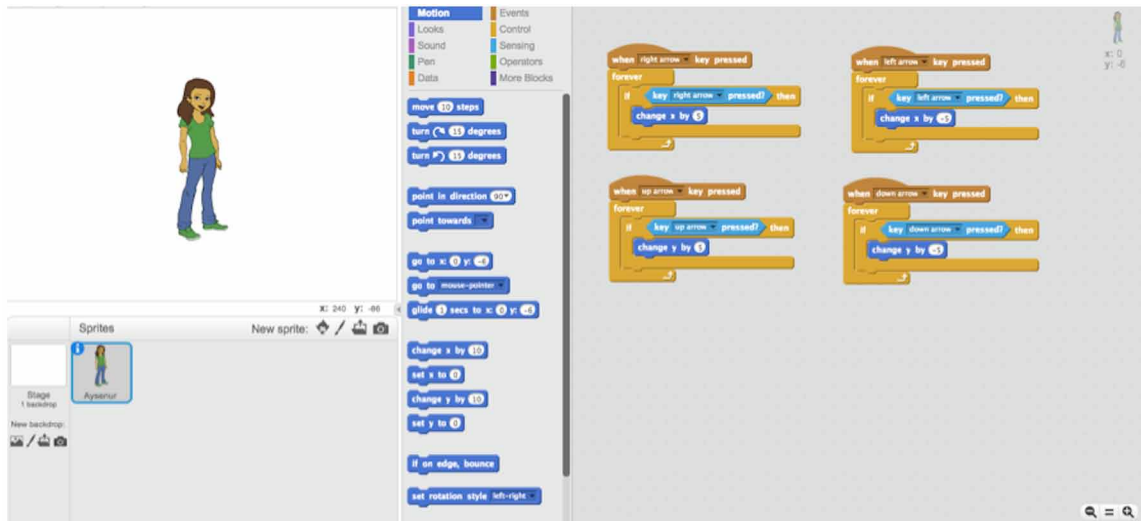 Motion
Looks
Sound
Pen
Data
Events
Control
Sensing
Operators
More Blocks
move 10 steps
turn 15 degrees
turn 15 degrees
point in direction 90
point towards
go to x: 0 y: -6
go to mouse-pointer
glide 1 secs to x: 0 y: -6
change x by 10
set x to 0
change y by 10
set y to 0
if on edge, bounce
set rotation style left-right
when right arrow key pressed
forever
if key right arrow pressed? then
change x by 5
when left arrow key pressed
forever
if key left arrow pressed? then
change x by -5
when up arrow key pressed
forever
if key up arrow pressed? then
change y by 5
when down arrow key pressed
forever
if key down arrow pressed? then
change y by -5
x: 0
y: -6
x: 240 y: -86
Sprites
New sprite:
Aysenur
Stage
1 backdrop
New backdrop: